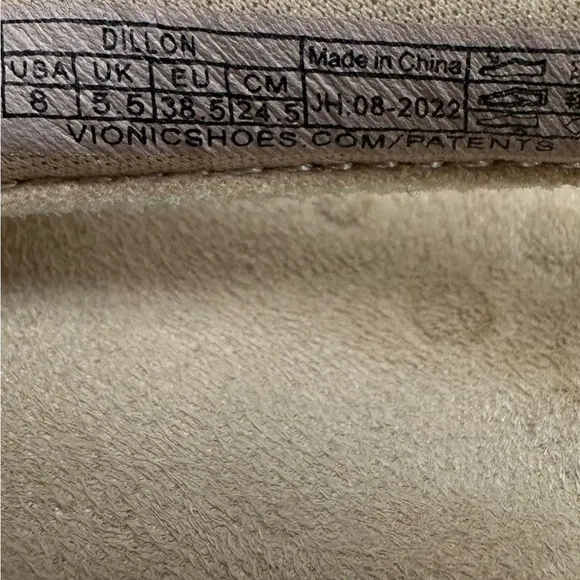 DILLON
Made in China
USA UK EU CM
8 5.5 38.5 24.5 JH.08-2022
VIONICSHOES.COM/PATENTS